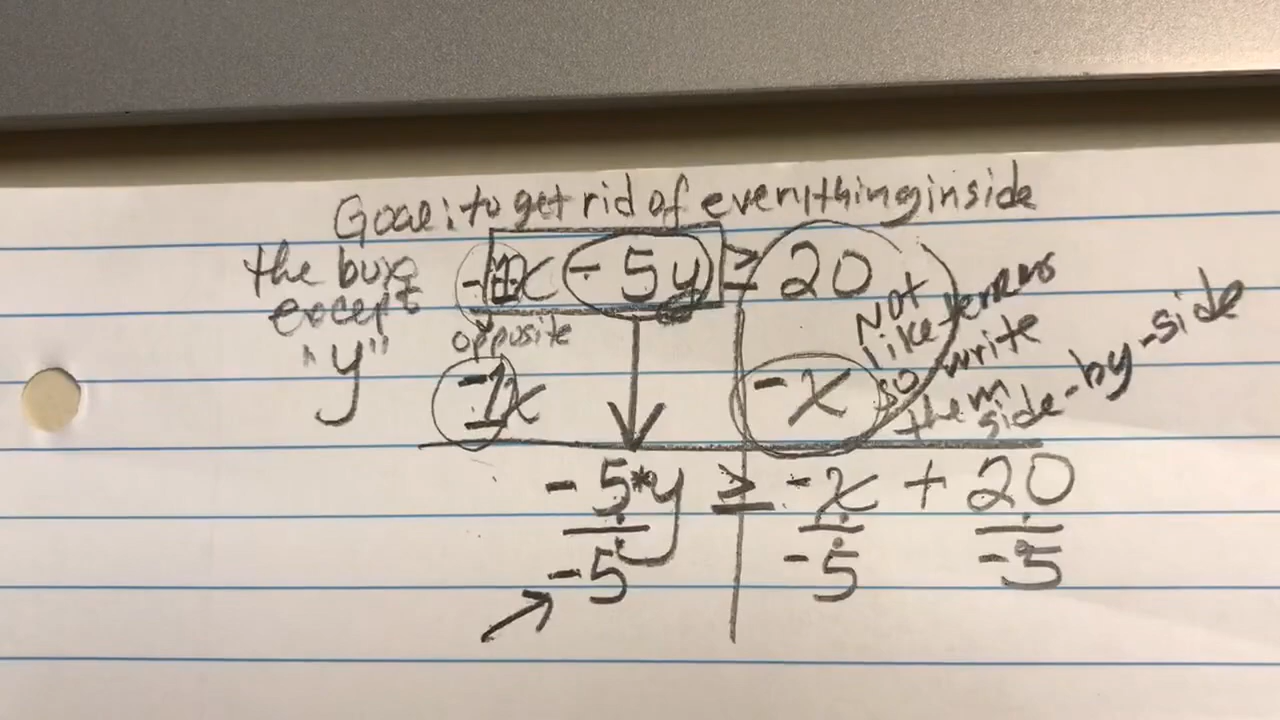 Goal: to get rid of everything inside
the box
except
"y"
1x - 5y ≥ 20
opposite
-1x
-x
Not
like terms
so write
them
side-by-side
-5*y ≥ -x + 20
-5 -5 -5